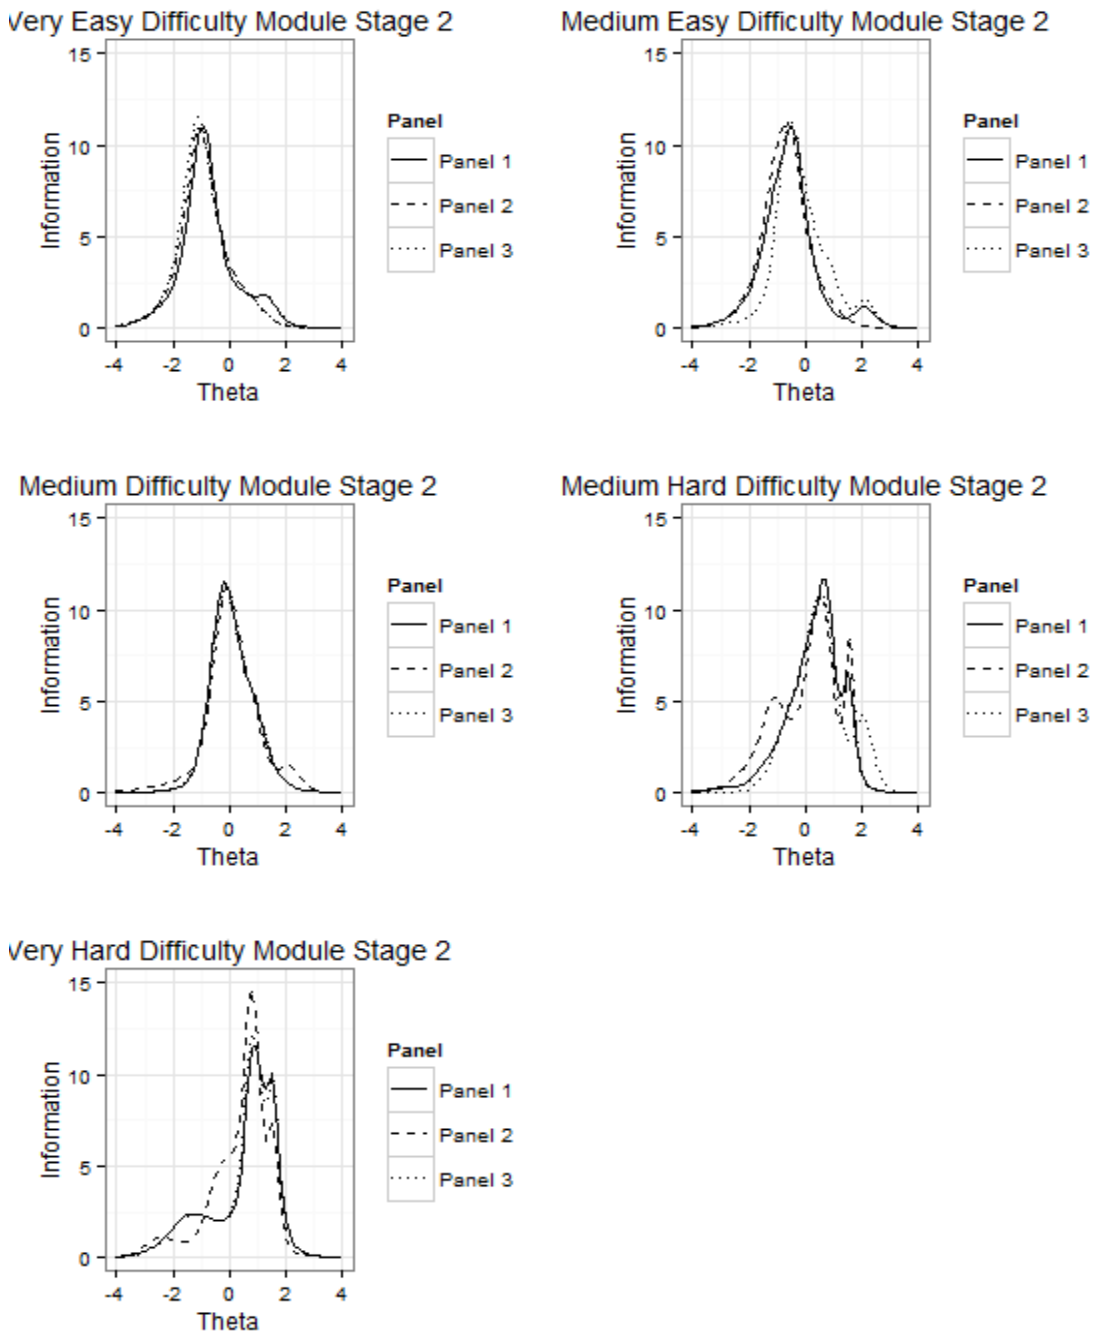 Very Easy Difficulty Module Stage 2
15
10
5
0
Information
-4 -2 0 2 4
Theta
Panel
Panel 1
Panel 2
Panel 3
Medium Easy Difficulty Module Stage 2
15
10
5
0
Information
-4 -2 0 2 4
Theta
Panel
Panel 1
Panel 2
Panel 3
Medium Difficulty Module Stage 2
15
10
5
0
Information
-4 -2 0 2 4
Theta
Panel
Panel 1
Panel 2
Panel 3
Medium Hard Difficulty Module Stage 2
15
10
5
0
Information
-4 -2 0 2 4
Theta
Panel
Panel 1
Panel 2
Panel 3
Very Hard Difficulty Module Stage 2
15
10
5
0
Information
-4 -2 0 2 4
Theta
Panel
Panel 1
Panel 2
Panel 3